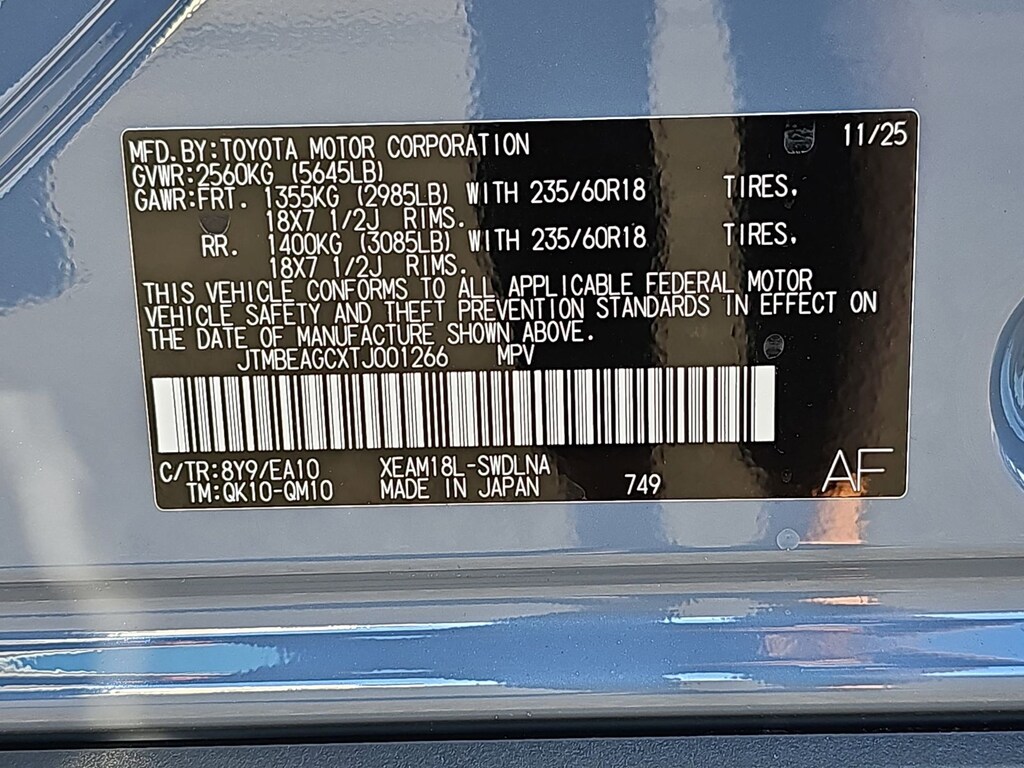 MFD.BY:TOYOTA MOTOR CORPORATION 11/25
GVWR:2560KG (5645LB)
GAWR:FRT. 1355KG (2985LB) WITH 235/60R18 TIRES,
18X7 1/2J RIMS.
RR. 1400KG (3085LB) WITH 235/60R18 TIRES,
18X7 1/2J RIMS.
THIS VEHICLE CONFORMS TO ALL APPLICABLE FEDERAL MOTOR
VEHICLE SAFETY AND THEFT PREVENTION STANDARDS IN EFFECT ON
THE DATE OF MANUFACTURE SHOWN ABOVE.
JTMBEAGCXTJ001266 MPV
C/TR:8Y9/EA10 XEAM18L-SWDLNA
TM:QK10-QM10 MADE IN JAPAN 749 AF